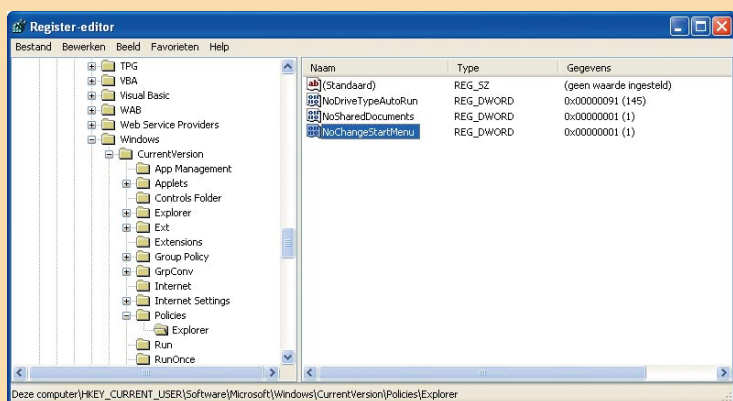 Register-editor
Bestand Bewerken Beeld Favorieten Help
TPG
VBA
Visual Basic
WAB
Web Service Providers
Windows
CurrentVersion
App Management
Applets
Controls Folder
Explorer
Ext
Extensions
Group Policy
GrpConv
Internet
Internet Settings
Policies
Explorer
Run
RunOnce
Naam Type Gegevens
(Standaard) REG_SZ (geen waarde ingesteld)
NoDriveTypeAutoRun REG_DWORD 0x00000091 (145)
NoSharedDocuments REG_DWORD 0x00000001 (1)
NoChangeStartMenu REG_DWORD 0x00000001 (1)
Deze computer\HKEY_CURRENT_USER\Software\Microsoft\Windows\CurrentVersion\Policies\Explorer